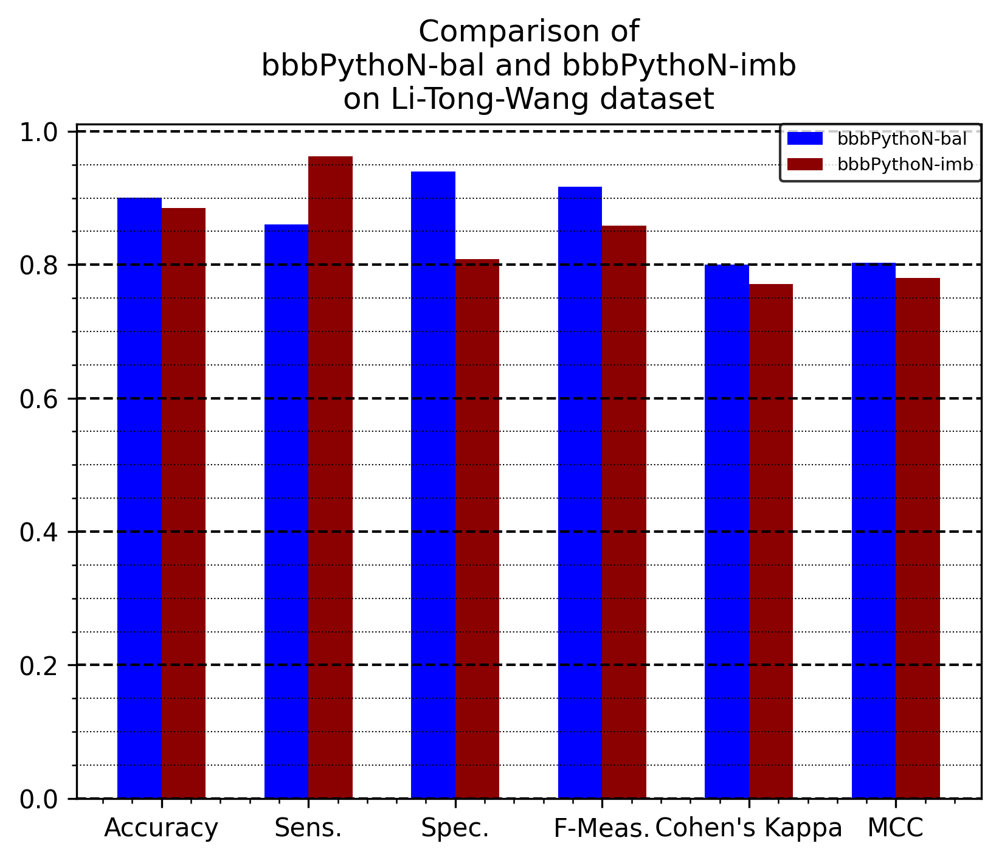 Comparison of
bbbPythoN-bal and bbbPythoN-imb
on Li-Tong-Wang dataset
bbbPythoN-bal
bbbPythoN-imb
1.0
0.8
0.6
0.4
0.2
0.0
Accuracy Sens. Spec. F-Meas. Cohen's Kappa MCC